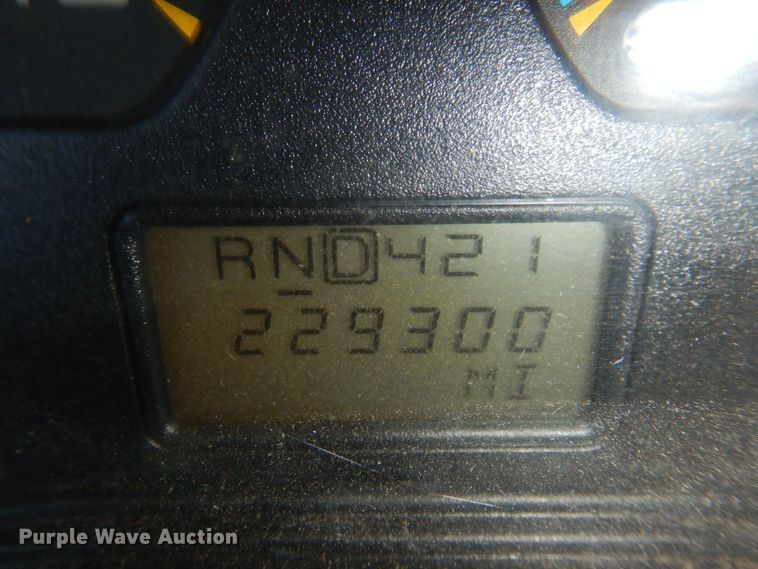 RND421
229300
MI
Purple Wave Auction